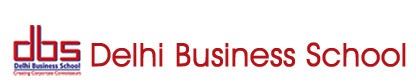 dbs
Delhi Business School
Creating Corporate Connoisseurs
Delhi Business School